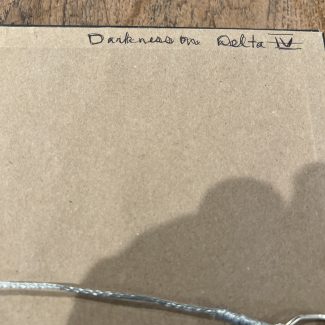 Darkness on Delta IV